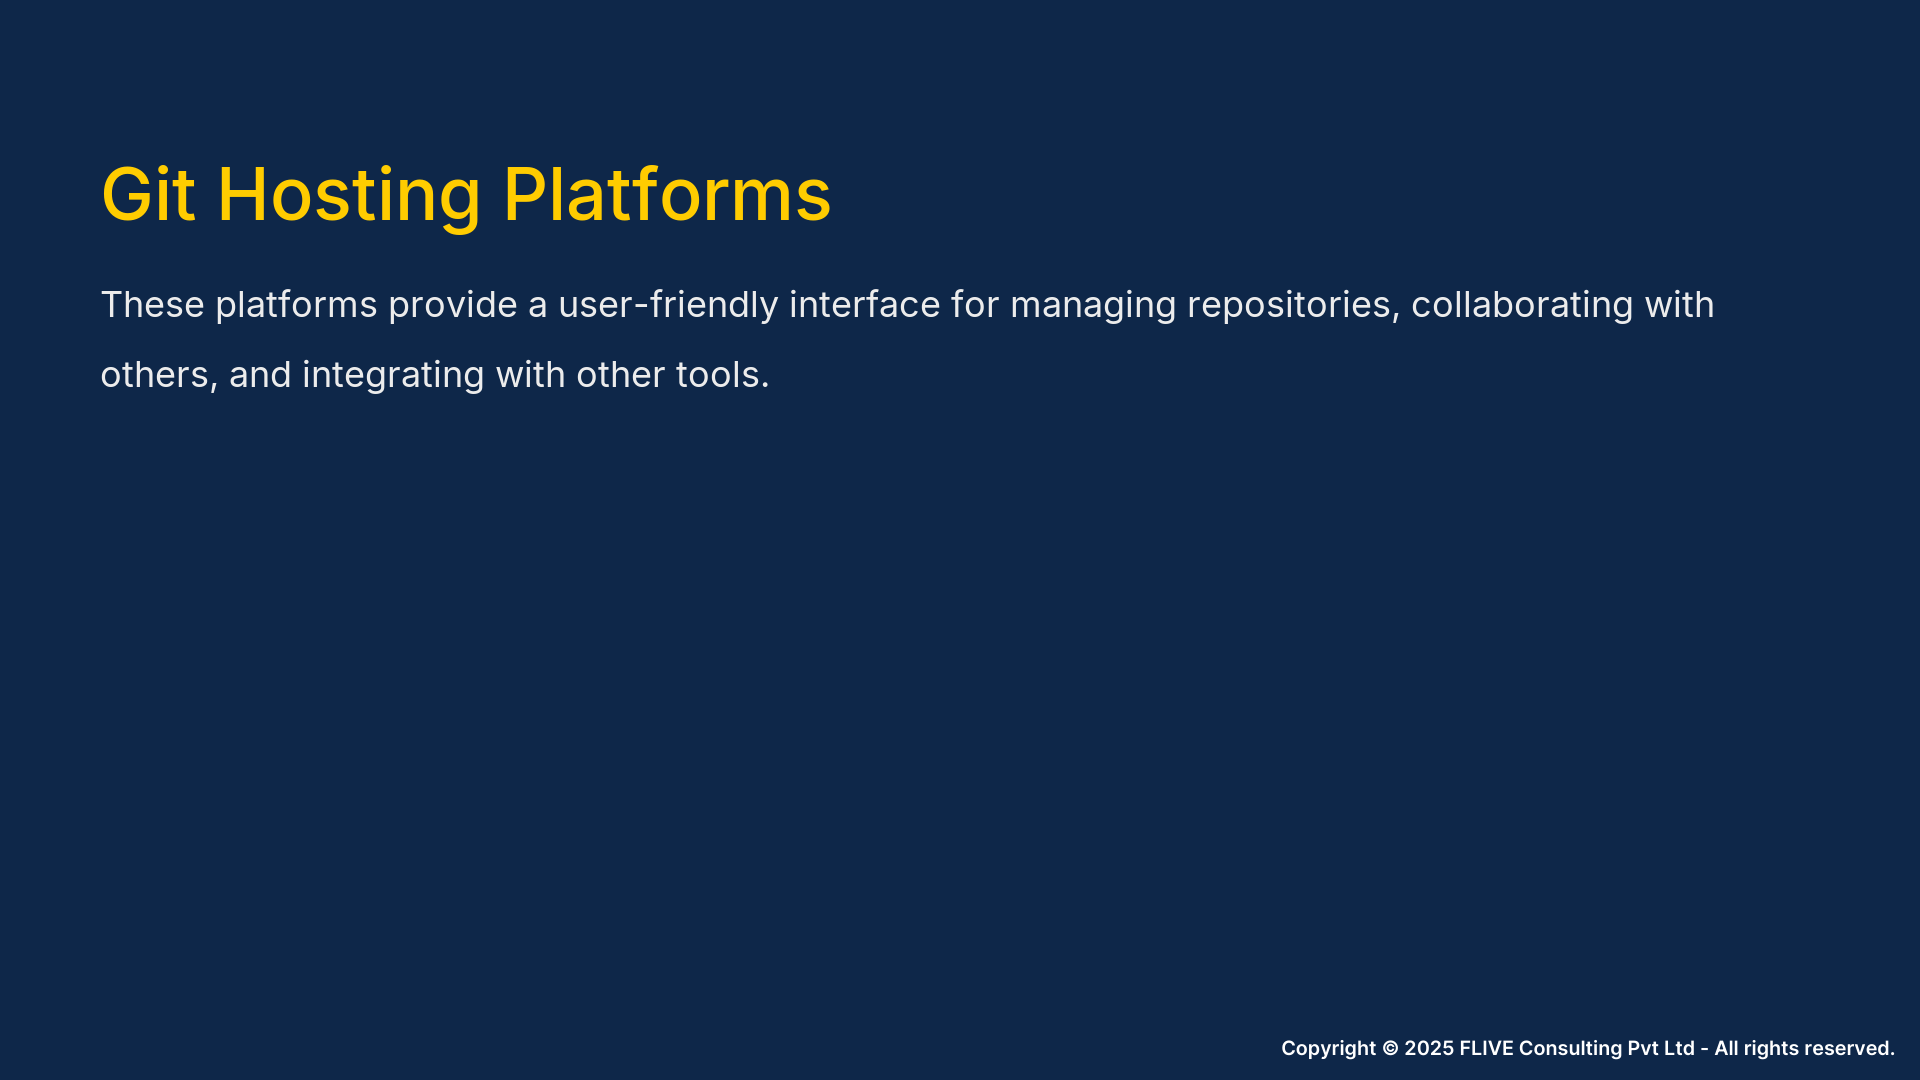 Git Hosting Platforms
These platforms provide a user-friendly interface for managing repositories, collaborating with
others, and integrating with other tools.
Copyright © 2025 FLIVE Consulting Pvt Ltd - All rights reserved.